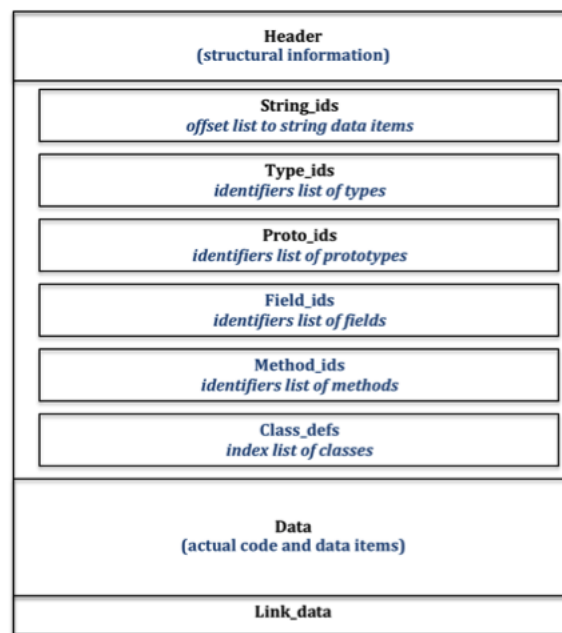 Header
(structural information)
String_ids
offset list to string data items
Type_ids
identifiers list of types
Proto_ids
identifiers list of prototypes
Field_ids
identifiers list of fields
Method_ids
identifiers list of methods
Class_defs
index list of classes
Data
(actual code and data items)
Link_data